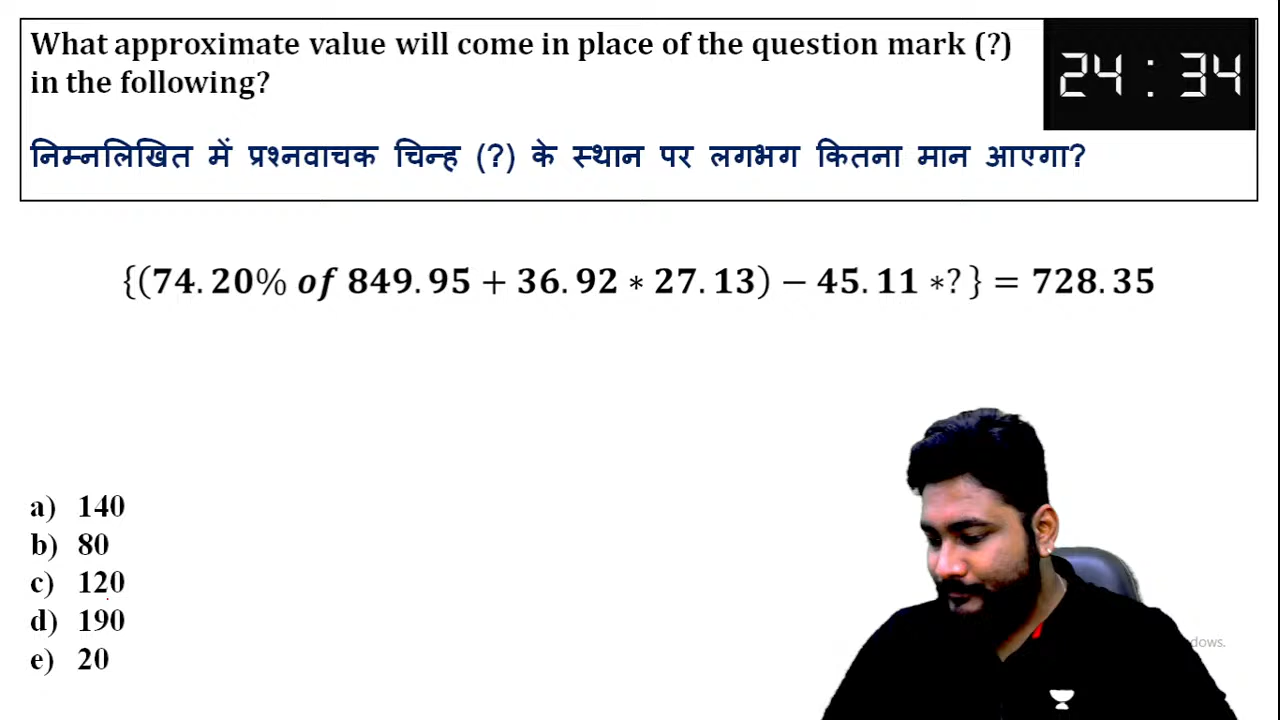 What approximate value will come in place of the question mark (?)
in the following?
24 : 34
निम्नलिखित में प्रश्नवाचक चिन्ह (?) के स्थान पर लगभग कितना मान आएगा?
{(74.20% of 849.95 + 36.92 * 27.13) − 45.11 *? } = 728.35
a) 140
b) 80
c) 120
d) 190
e) 20
dows.